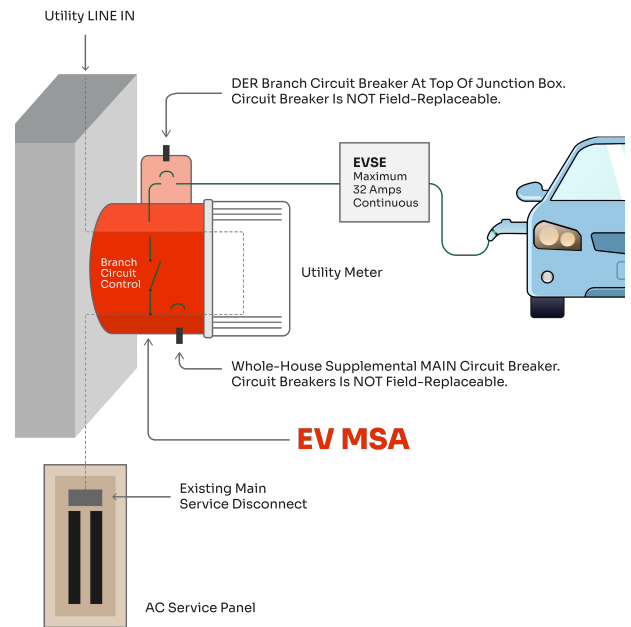 Utility LINE IN
DER Branch Circuit Breaker At Top Of Junction Box.
Circuit Breaker Is NOT Field-Replaceable.
EVSE
Maximum
32 Amps
Continuous
Branch
Circuit
Control
Utility Meter
Whole-House Supplemental MAIN Circuit Breaker.
Circuit Breakers Is NOT Field-Replaceable.
EV MSA
Existing Main
Service Disconnect
AC Service Panel